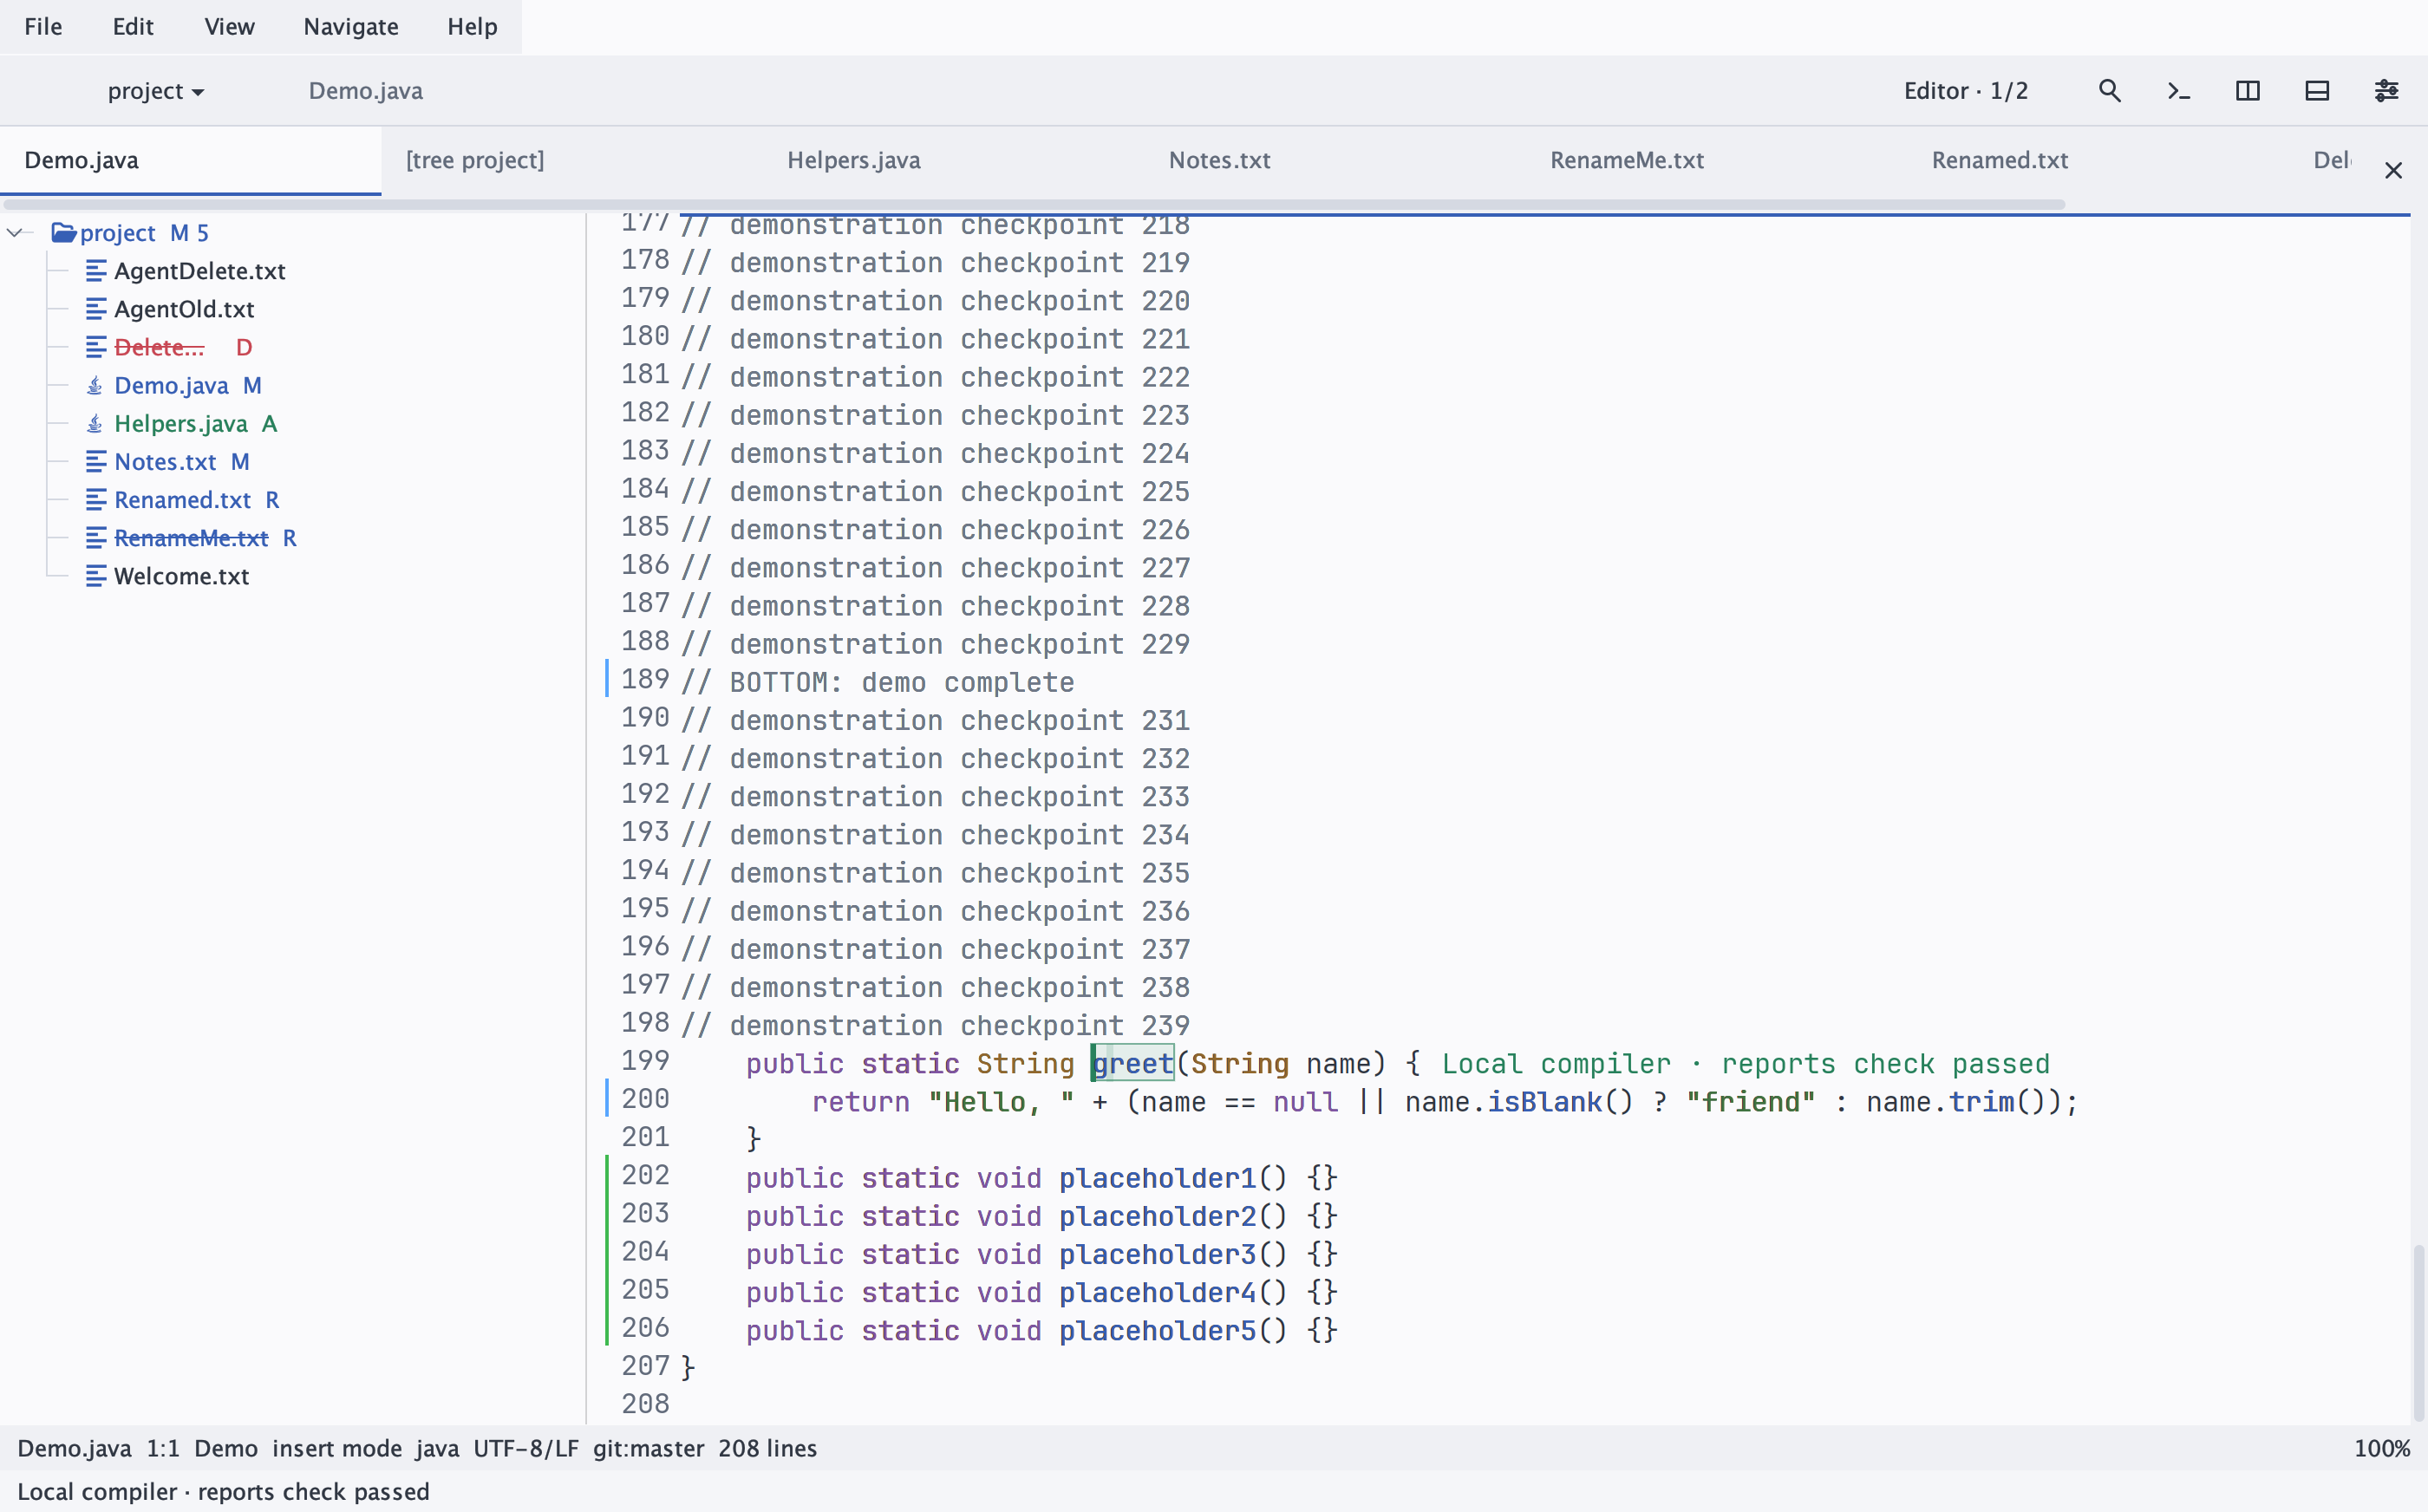 File Edit View Navigate Help
project Demo.java Editor · 1/2
Demo.java [tree project] Helpers.java Notes.txt RenameMe.txt Renamed.txt Del
project M 5
AgentDelete.txt
AgentOld.txt
Delete... D
Demo.java M
Helpers.java A
Notes.txt M
Renamed.txt R
RenameMe.txt R
Welcome.txt
177 // demonstration checkpoint 218
178 // demonstration checkpoint 219
179 // demonstration checkpoint 220
180 // demonstration checkpoint 221
181 // demonstration checkpoint 222
182 // demonstration checkpoint 223
183 // demonstration checkpoint 224
184 // demonstration checkpoint 225
185 // demonstration checkpoint 226
186 // demonstration checkpoint 227
187 // demonstration checkpoint 228
188 // demonstration checkpoint 229
189 // BOTTOM: demo complete
190 // demonstration checkpoint 231
191 // demonstration checkpoint 232
192 // demonstration checkpoint 233
193 // demonstration checkpoint 234
194 // demonstration checkpoint 235
195 // demonstration checkpoint 236
196 // demonstration checkpoint 237
197 // demonstration checkpoint 238
198 // demonstration checkpoint 239
199     public static String greet(String name) { Local compiler · reports check passed
200         return "Hello, " + (name == null || name.isBlank() ? "friend" : name.trim());
201     }
202     public static void placeholder1() {}
203     public static void placeholder2() {}
204     public static void placeholder3() {}
205     public static void placeholder4() {}
206     public static void placeholder5() {}
207 }
208
Demo.java 1:1 Demo insert mode java UTF-8/LF git:master 208 lines 100%
Local compiler · reports check passed